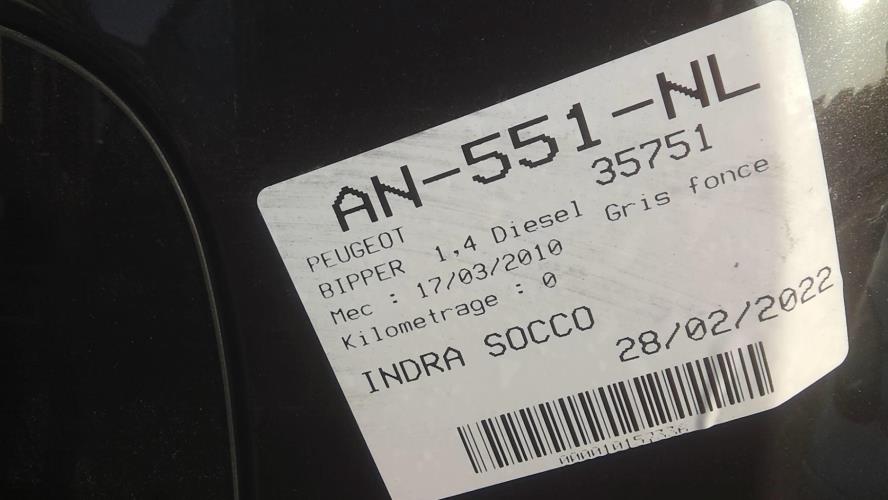 AN-551-NL
35751
PEUGEOT
BIPPER 1,4 Diesel Gris fonce
Mec : 17/03/2010
Kilometrage : 0
INDRA SOCCO 28/02/2022